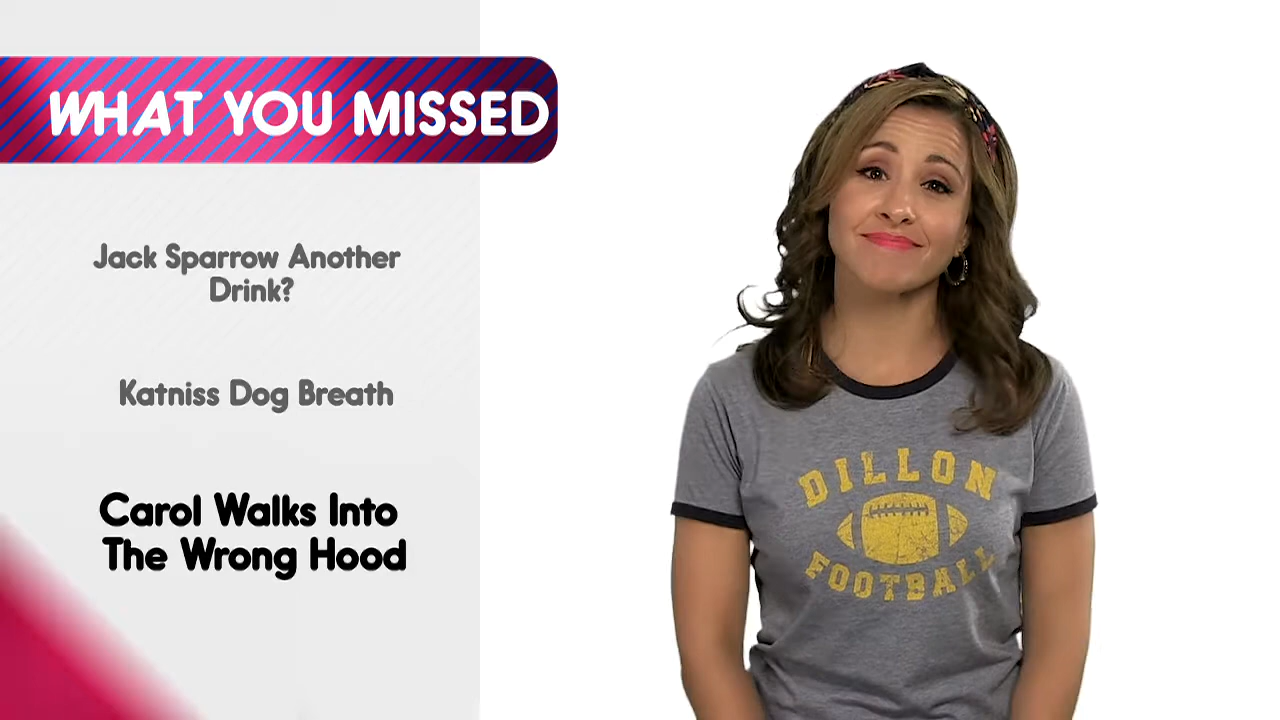 WHAT YOU MISSED
Jack Sparrow Another
Drink?
Katniss Dog Breath
Carol Walks Into
The Wrong Hood
DILLON
FOOTBALL